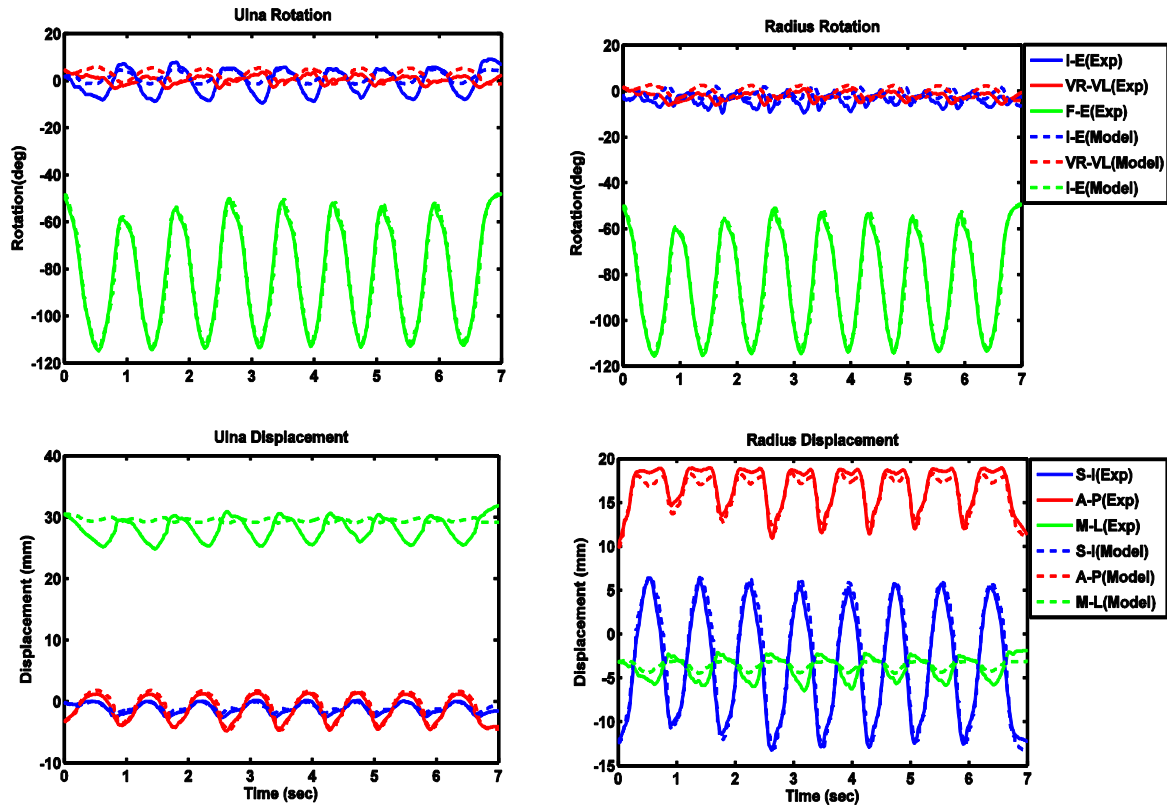 Ulna Rotation
20
0
-20
-40
-60
-80
-100
-120
Rotation(deg)
0 1 2 3 4 5 6 7
Radius Rotation
20
0
-20
-40
-60
-80
-100
-120
Rotation(deg)
0 1 2 3 4 5 6 7
I-E(Exp)
VR-VL(Exp)
F-E(Exp)
I-E(Model)
VR-VL(Model)
I-E(Model)
Ulna Displacement
40
30
20
10
0
-10
Displacement (mm)
0 1 2 3 4 5 6 7
Time (sec)
Radius Displacement
20
15
10
5
0
-5
-10
-15
Displacement (mm)
0 1 2 3 4 5 6 7
Time (sec)
S-I(Exp)
A-P(Exp)
M-L(Exp)
S-I(Model)
A-P(Model)
M-L(Model)